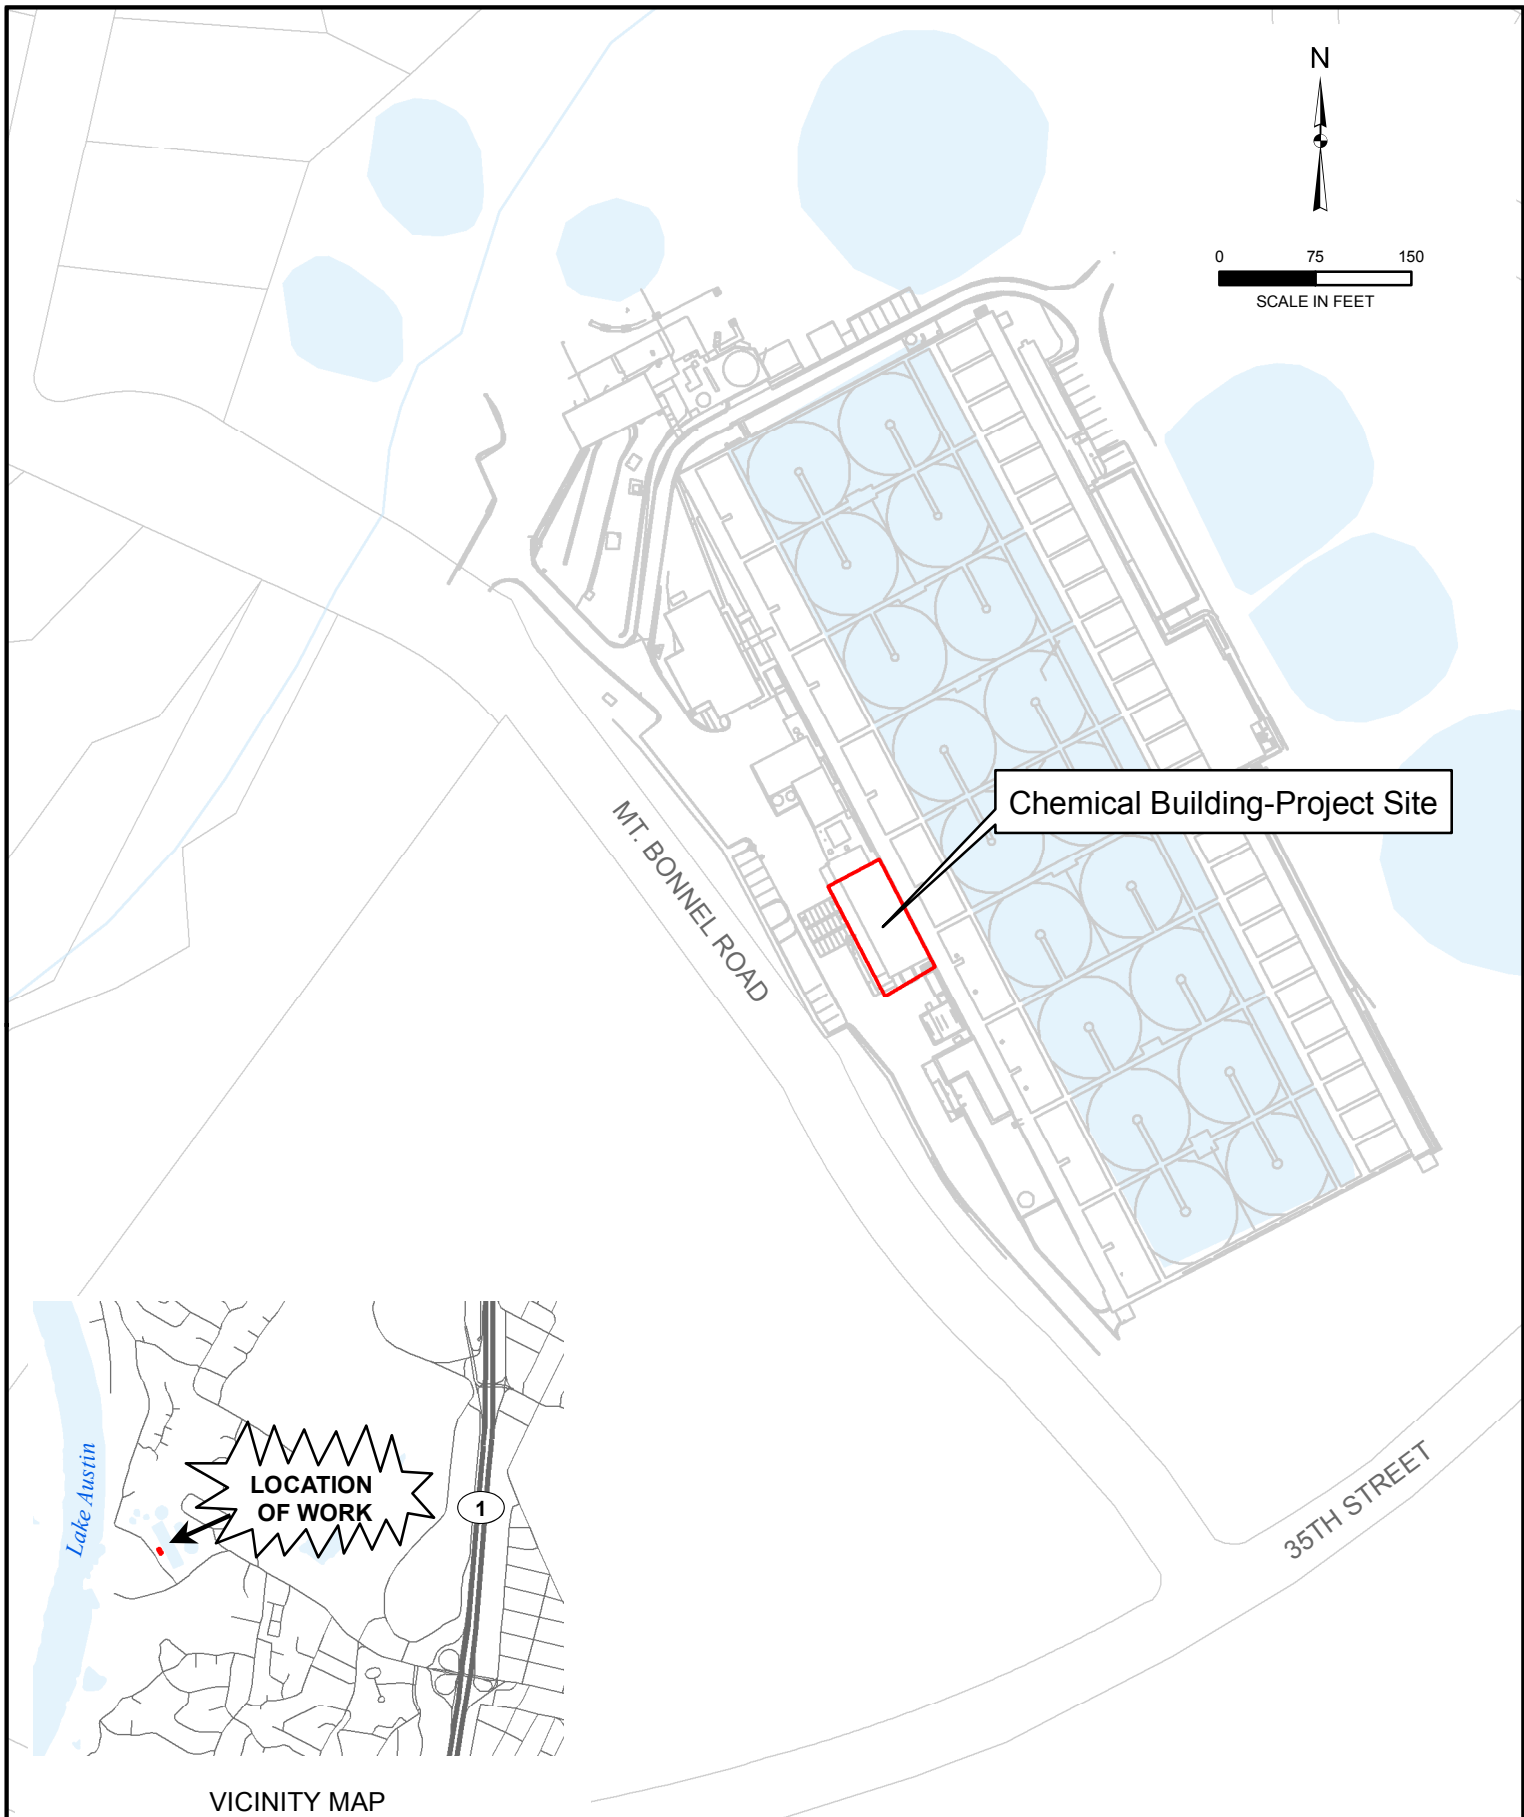 N
0 75 150
SCALE IN FEET
Chemical Building-Project Site
MT. BONNEL ROAD
35TH STREET
Lake Austin
LOCATION
OF WORK
1
VICINITY MAP